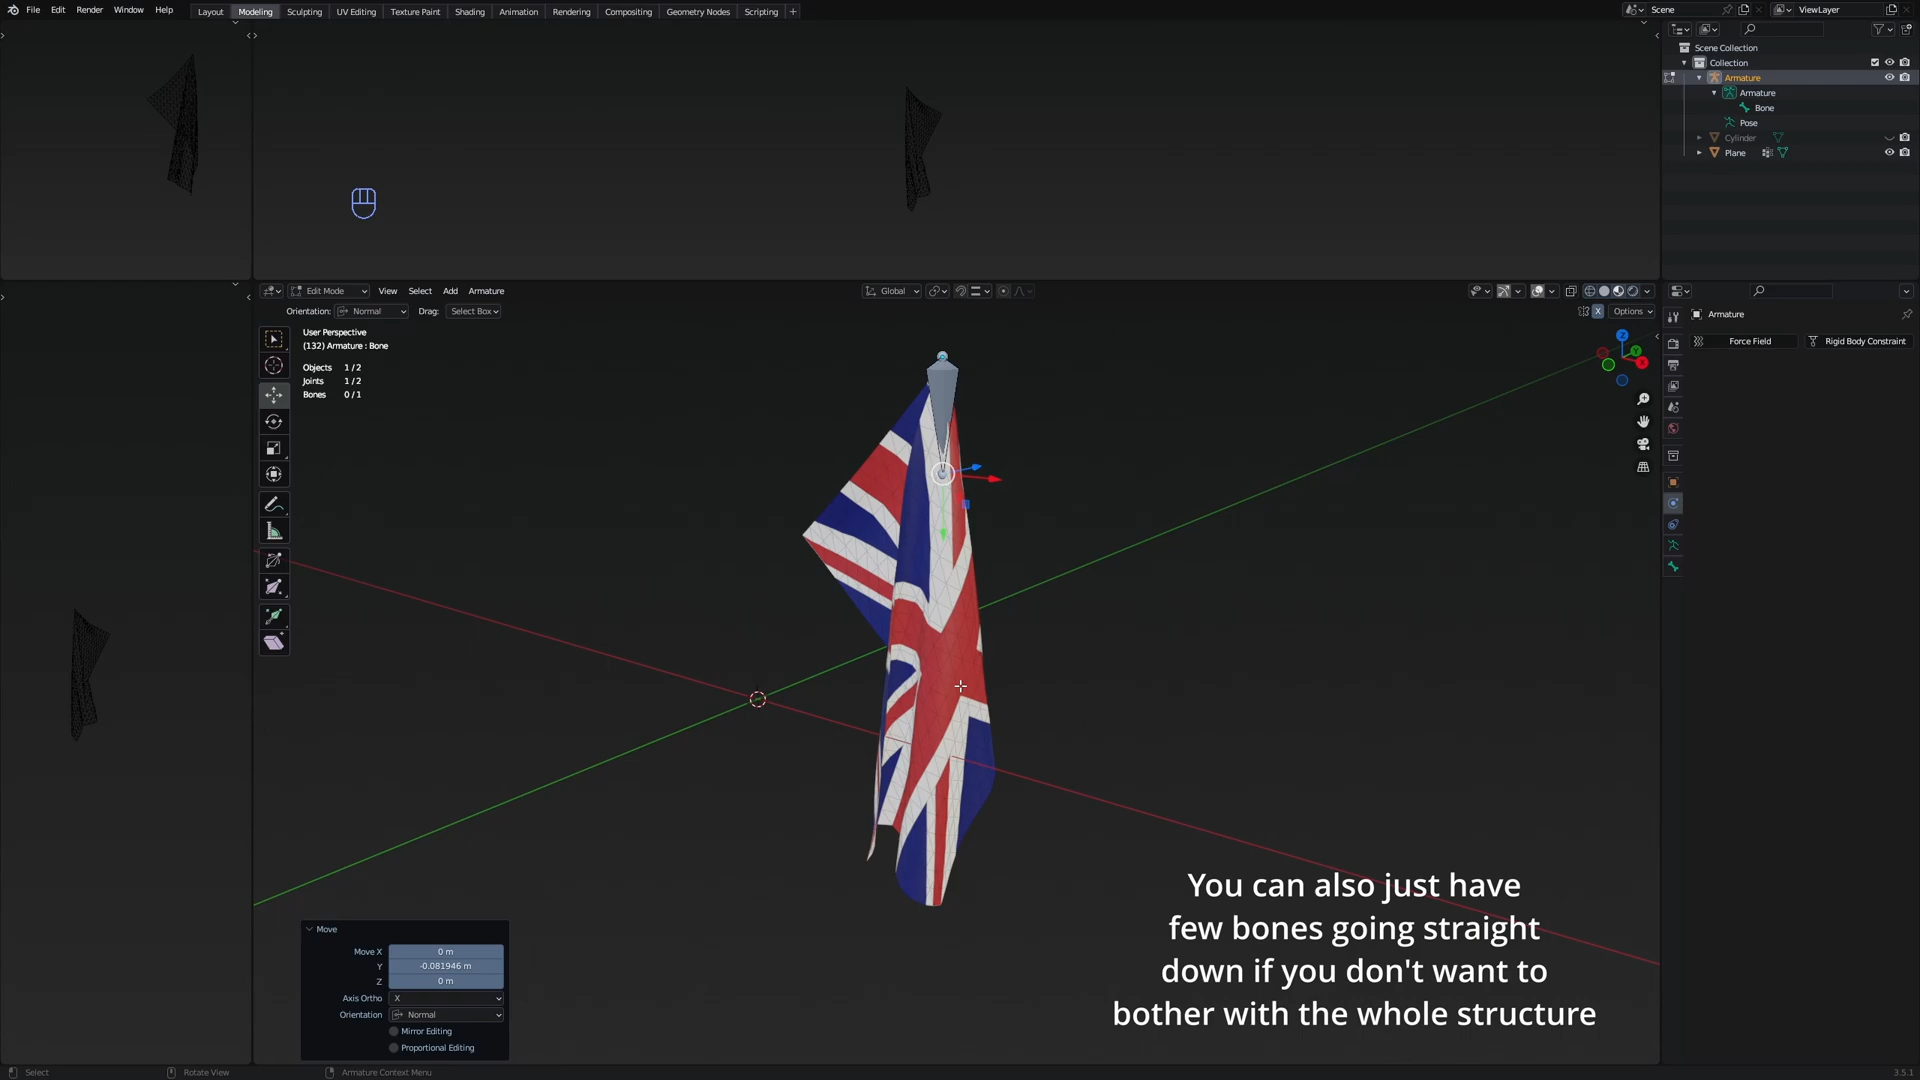 File Edit Render Window Help Layout Modeling Sculpting UV Editing Texture Paint Shading Animation Rendering Compositing Geometry Nodes Scripting + Scene ViewLayer
Scene Collection
Collection
Armature
Armature
Bone
Pose
Cylinder
Plane
Edit Mode View Select Add Armature Global
Orientation: Normal Drag: Select Box X Options
User Perspective
(132) Armature : Bone
Objects 1/2
Joints 1/2
Bones 0/1
Z
Y
X
Armature
Force Field Rigid Body Constraint
You can also just have
few bones going straight
down if you don't want to
bother with the whole structure
Move
Move X 0 m
Y -0.081946 m
Z 0 m
Axis Ortho X
Orientation Normal
Mirror Editing
Proportional Editing
Select Rotate View Armature Context Menu 3.5.1